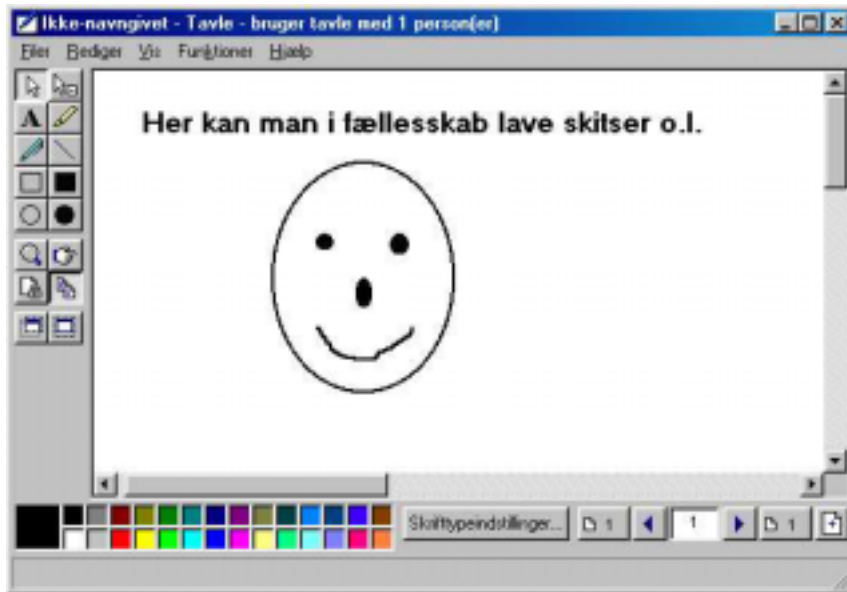 Ikke-navngivet - Tavle - bruger tavle med 1 person(er)
Filer Rediger Vis Funktioner Hjælp
A
Her kan man i fællesskab lave skitser o.l.
Skrifttypeindstillinger... 1 1 1